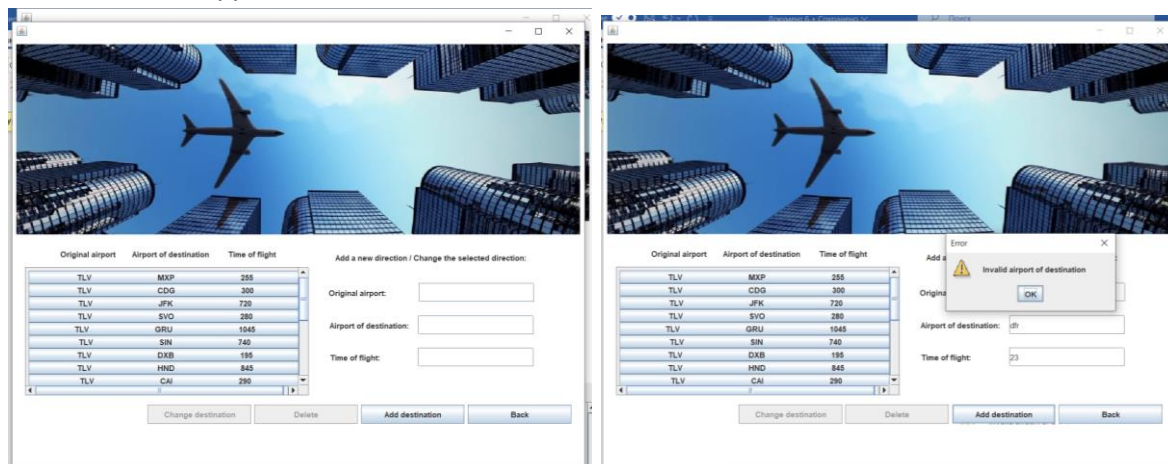 Original airport Airport of destination Time of flight
Add a new direction / Change the selected direction:
TLV MXP 255
TLV CDG 300
TLV JFK 720
TLV SVO 280
TLV GRU 1045
TLV SIN 740
TLV DXB 195
TLV HND 845
TLV CAI 290
Original airport:
Airport of destination:
Time of flight:
Change destination Delete Add destination Back
Поиск
Original airport Airport of destination Time of flight
Add a
Error
Invalid airport of destination
OK
TLV MXP 255
TLV CDG 300
TLV JFK 720
TLV SVO 280
TLV GRU 1045
TLV SIN 740
TLV DXB 195
TLV HND 845
TLV CAI 290
Origina
Airport of destination: dfr
Time of flight: 23
Change destination Delete Add destination Back